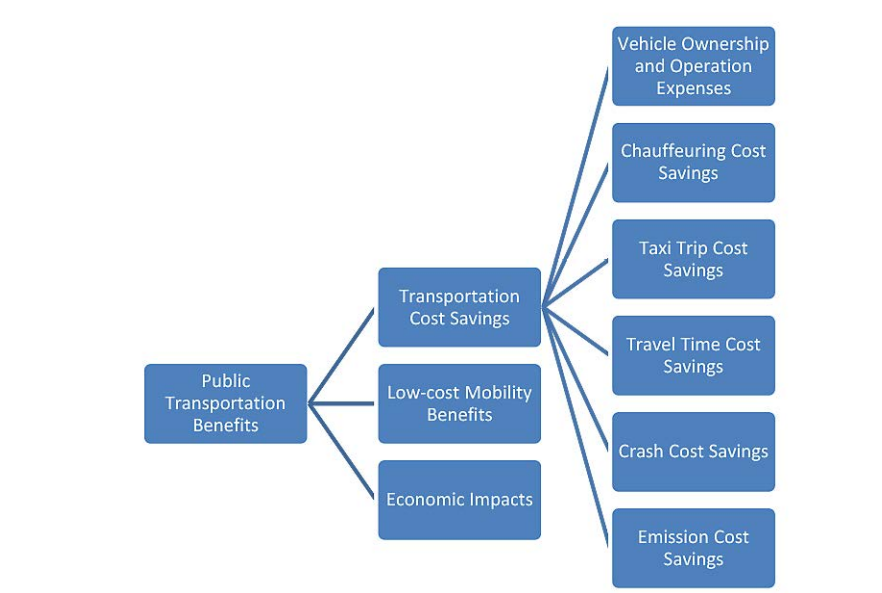 Public
Transportation
Benefits
Transportation
Cost Savings
Low-cost Mobility
Benefits
Economic Impacts
Vehicle Ownership
and Operation
Expenses
Chauffeuring Cost
Savings
Taxi Trip Cost
Savings
Travel Time Cost
Savings
Crash Cost Savings
Emission Cost
Savings